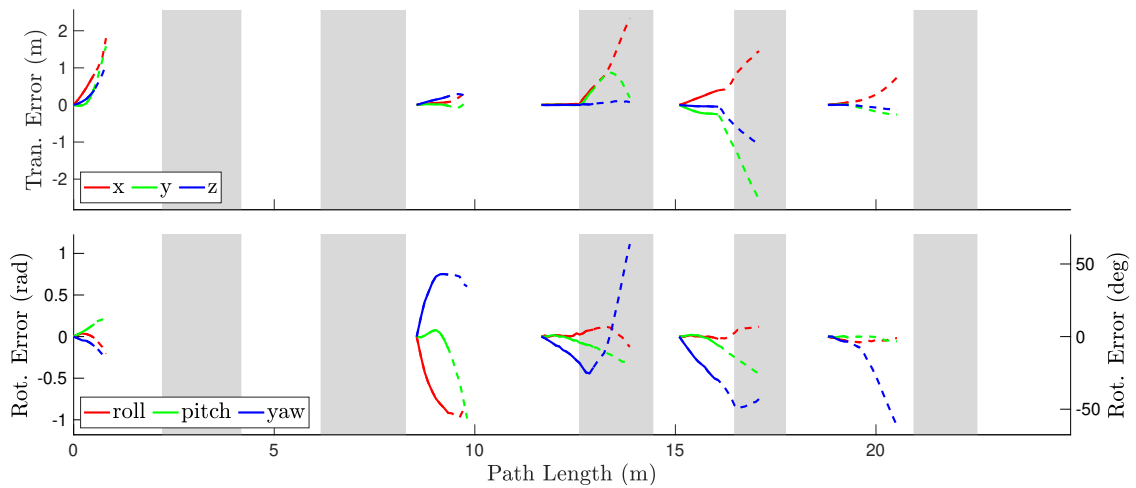 Tran. Error (m)
2
1
0
-1
-2
x y z
Rot. Error (rad)
1
0.5
0
-0.5
-1
roll pitch yaw
50
0
-50
Rot. Error (deg)
0 5 10 15 20
Path Length (m)